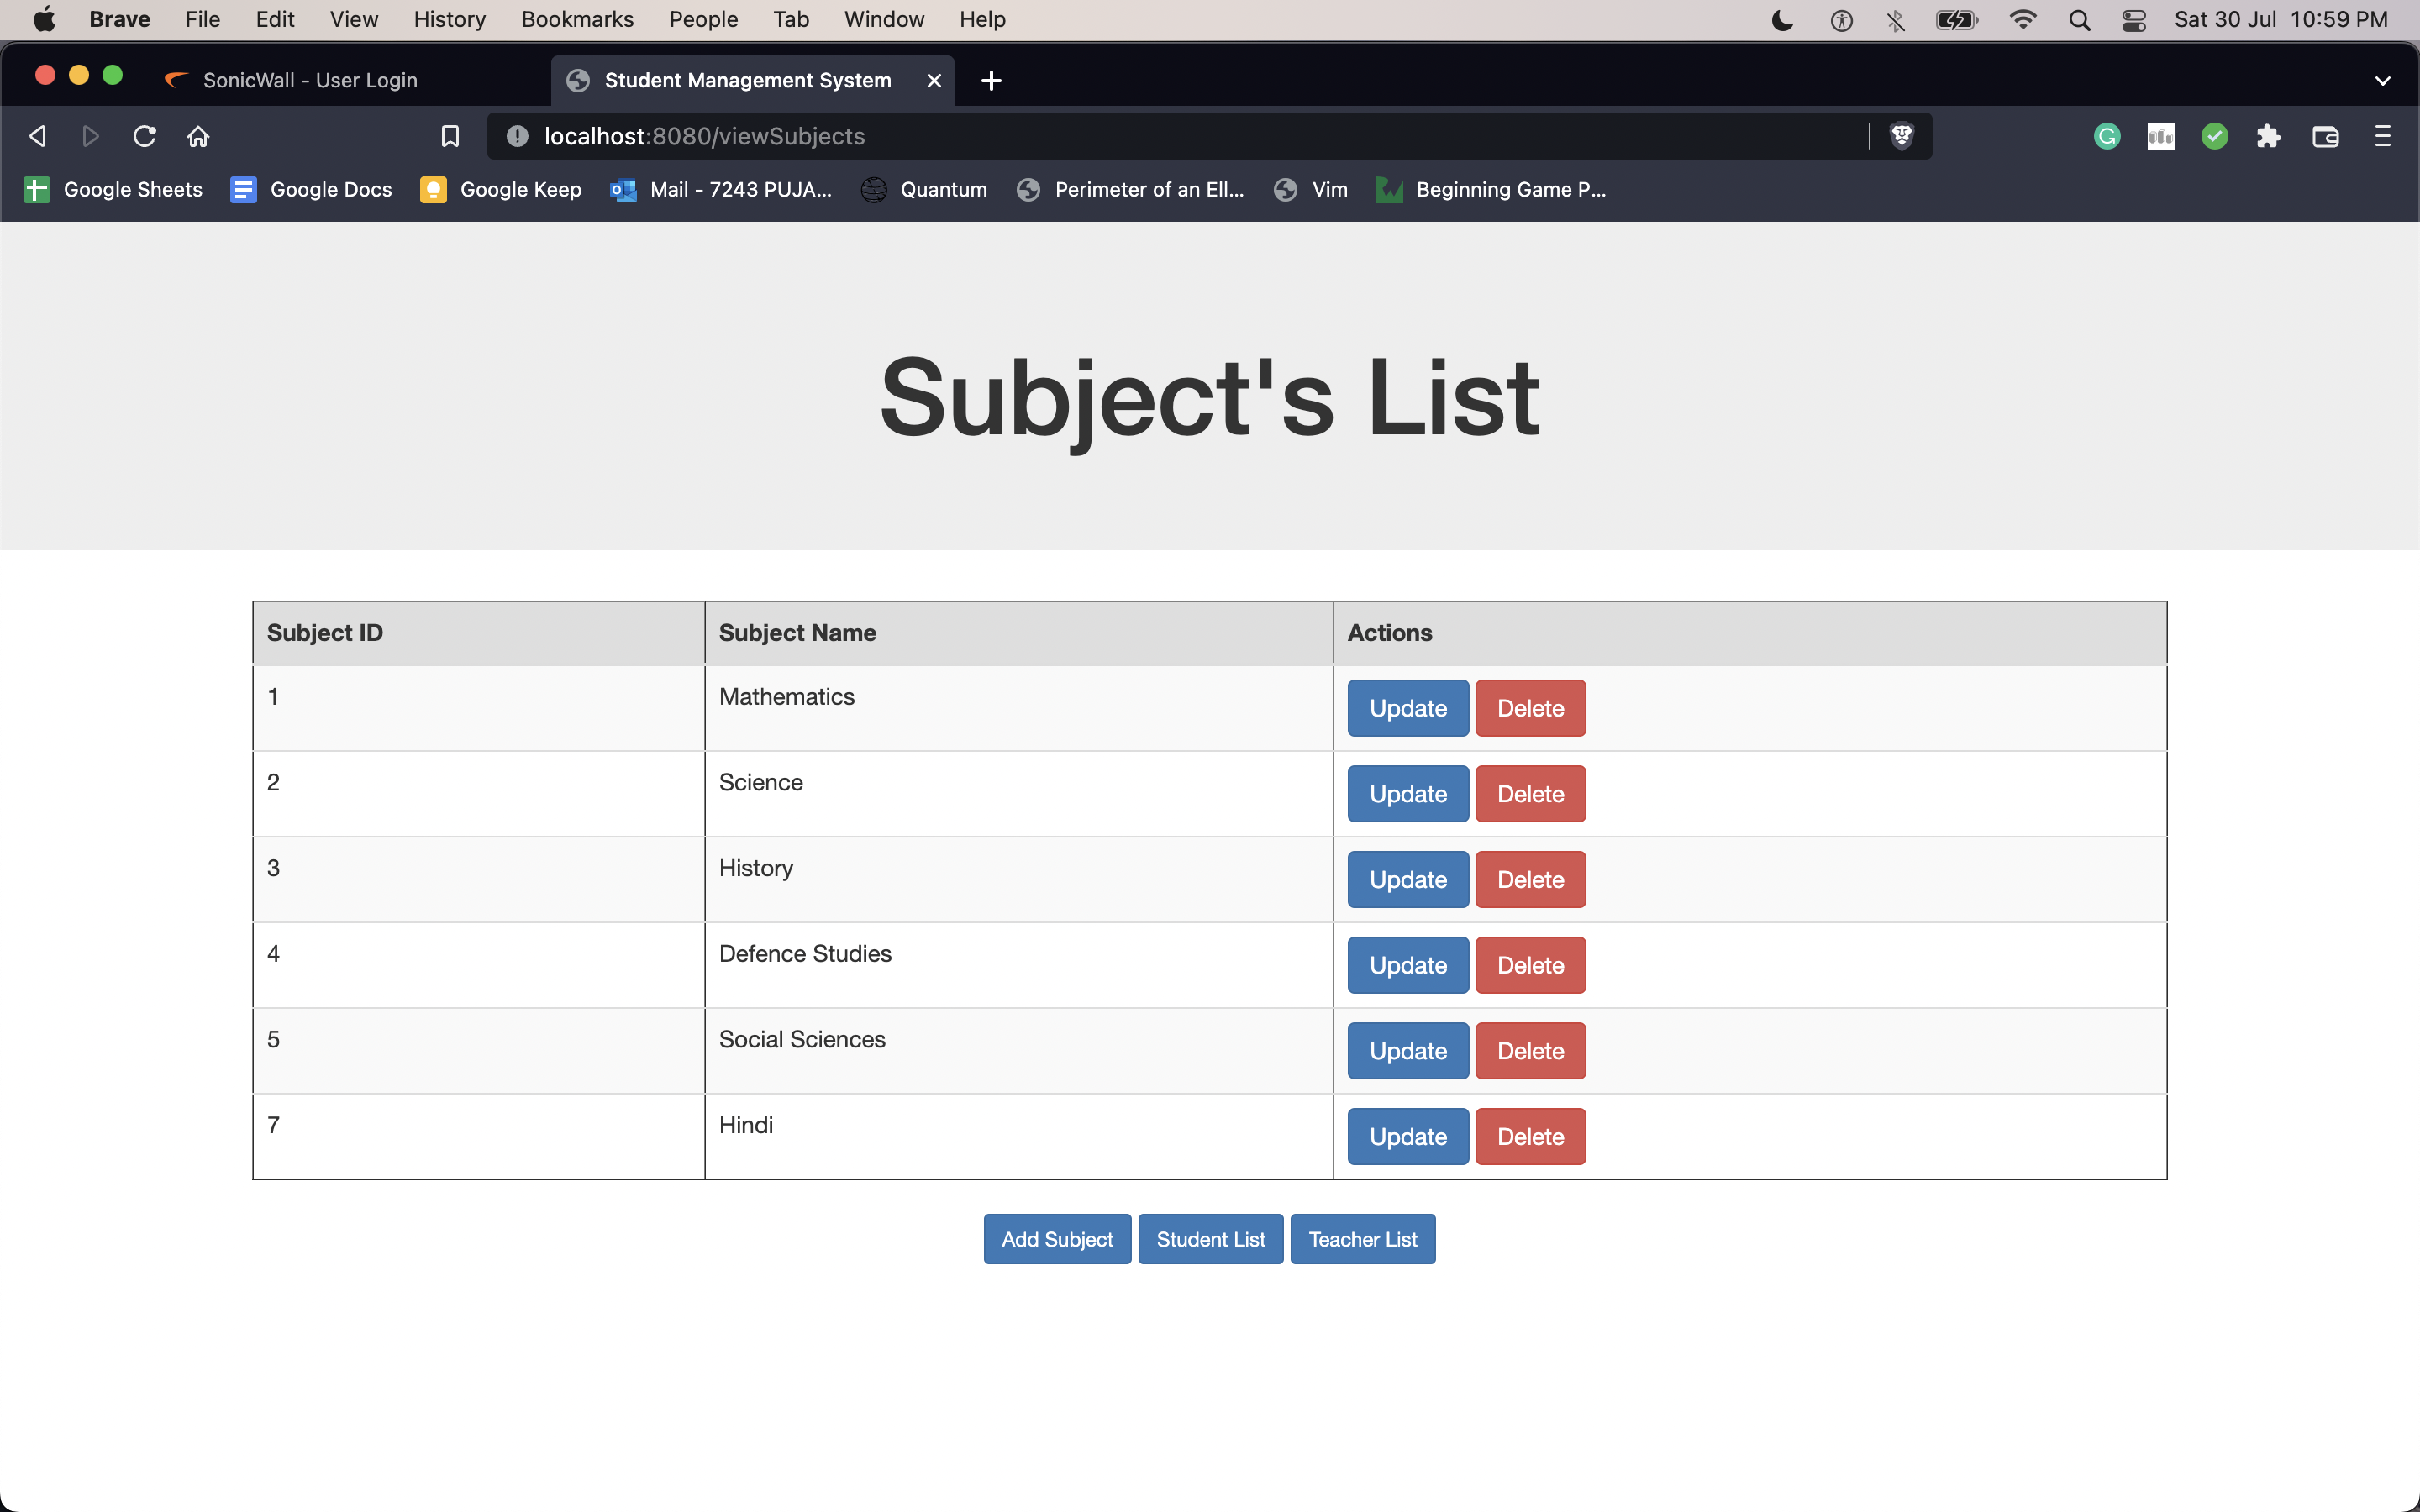 Brave File Edit View History Bookmarks People Tab Window Help Sat 30 Jul 10:59 PM
SonicWall - User Login Student Management System
localhost:8080/viewSubjects
Google Sheets Google Docs Google Keep Mail - 7243 PUJA... Quantum Perimeter of an Ell... Vim Beginning Game P...
Subject's List
Subject ID Subject Name Actions
1 Mathematics Update Delete
2 Science Update Delete
3 History Update Delete
4 Defence Studies Update Delete
5 Social Sciences Update Delete
7 Hindi Update Delete
Add Subject Student List Teacher List